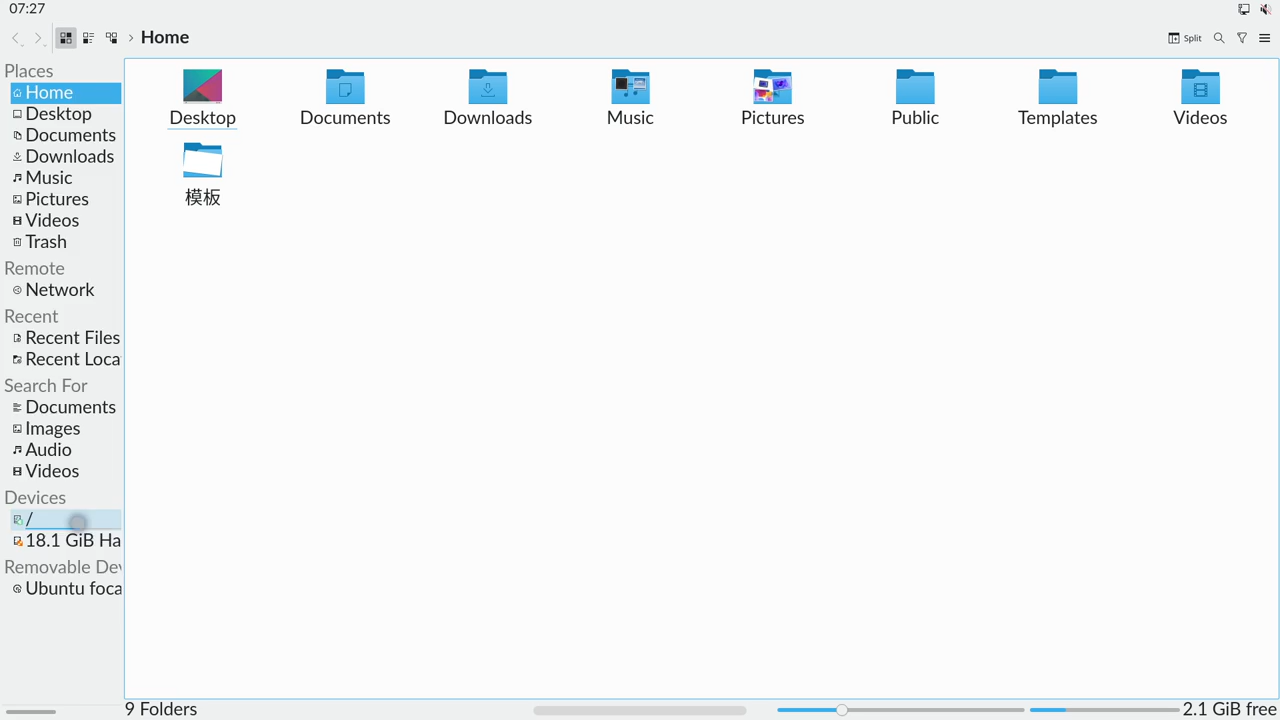 07:27
Home
Split
Places
Home
Desktop
Documents
Downloads
Music
Pictures
Videos
Trash
Remote
Network
Recent
Recent Files
Recent Loca
Search For
Documents
Images
Audio
Videos
Devices
/
18.1 GiB Ha
Removable Dev
Ubuntu foca
Desktop
Documents
Downloads
Music
Pictures
Public
Templates
Videos
模板
9 Folders
2.1 GiB free